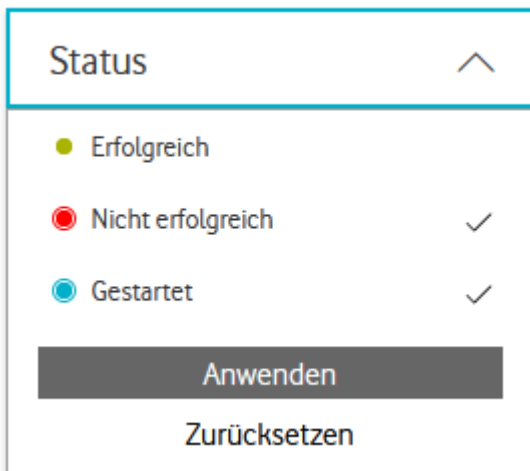 Status
Erfolgreich
Nicht erfolgreich
Gestartet
Anwenden
Zurücksetzen